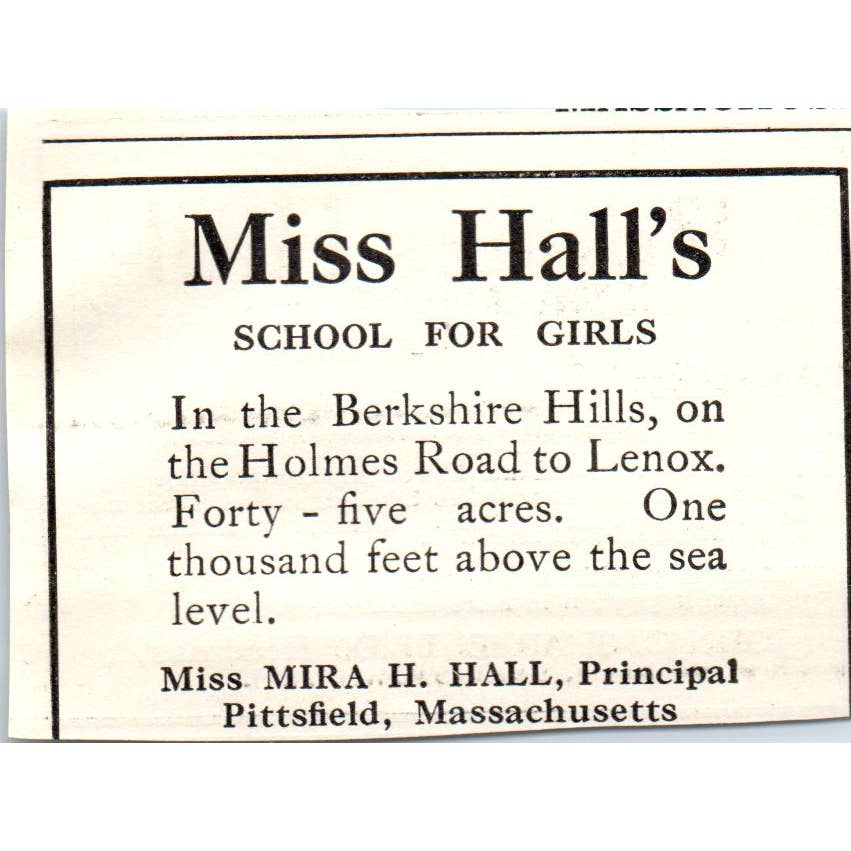 Miss Hall's
SCHOOL FOR GIRLS
In the Berkshire Hills, on
the Holmes Road to Lenox.
Forty - five acres. One
thousand feet above the sea
level.
Miss MIRA H. HALL, Principal
Pittsfield, Massachusetts